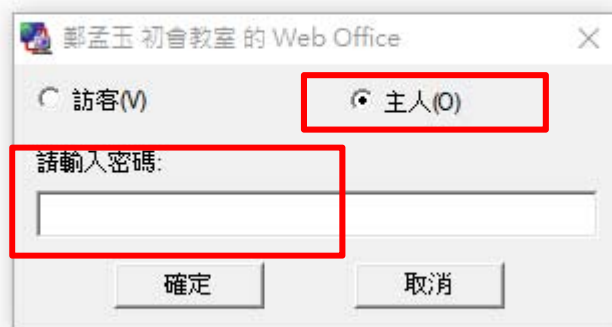 鄭孟玉 初會教室 的 Web Office
訪客(V) 主人(O)
請輸入密碼:
確定 取消